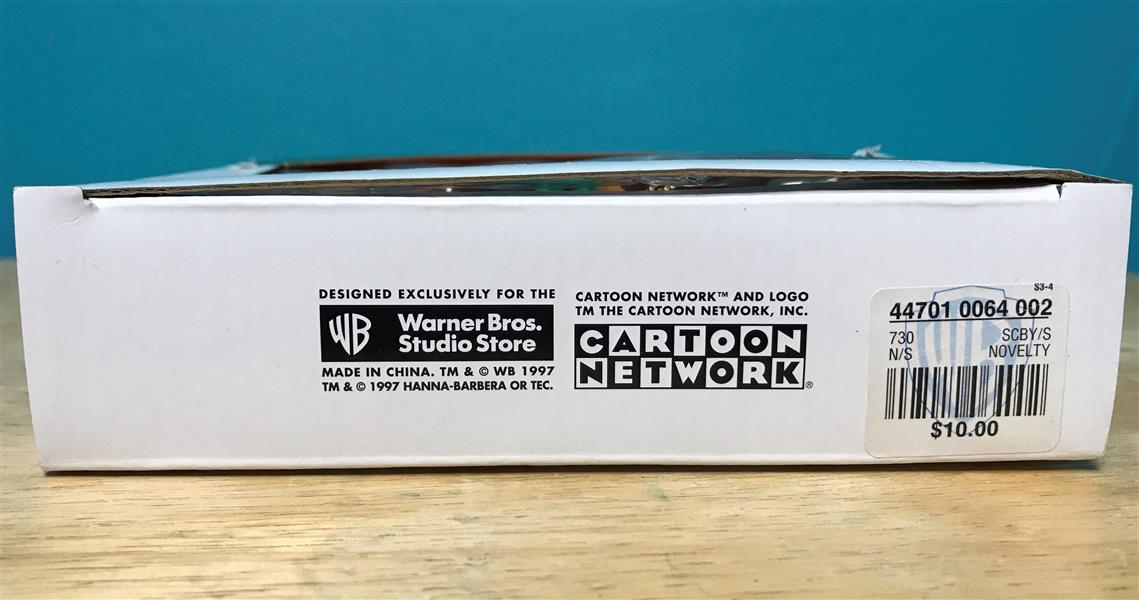 DESIGNED EXCLUSIVELY FOR THE
WB Warner Bros.
Studio Store
MADE IN CHINA. TM & © WB 1997
TM & © 1997 HANNA-BARBERA OR TEC.
CARTOON NETWORK™ AND LOGO
TM THE CARTOON NETWORK, INC.
CARTOON
NETWORK®
S3-4
44701 0064 002
730 SCBY/S
N/S NOVELTY
WB
$10.00